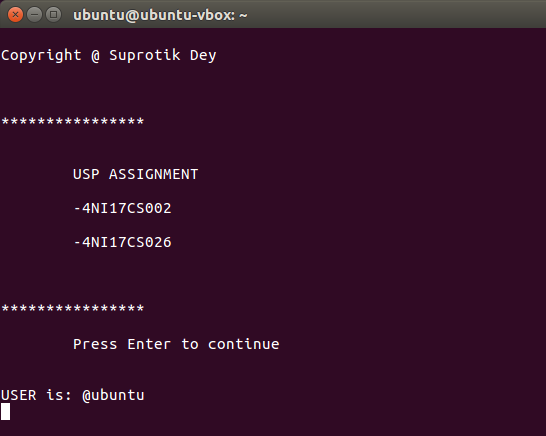 ubuntu@ubuntu-vbox: ~
Copyright @ Suprotik Dey
****************
USP ASSIGNMENT
-4NI17CS002
-4NI17CS026
****************
Press Enter to continue
USER is: @ubuntu